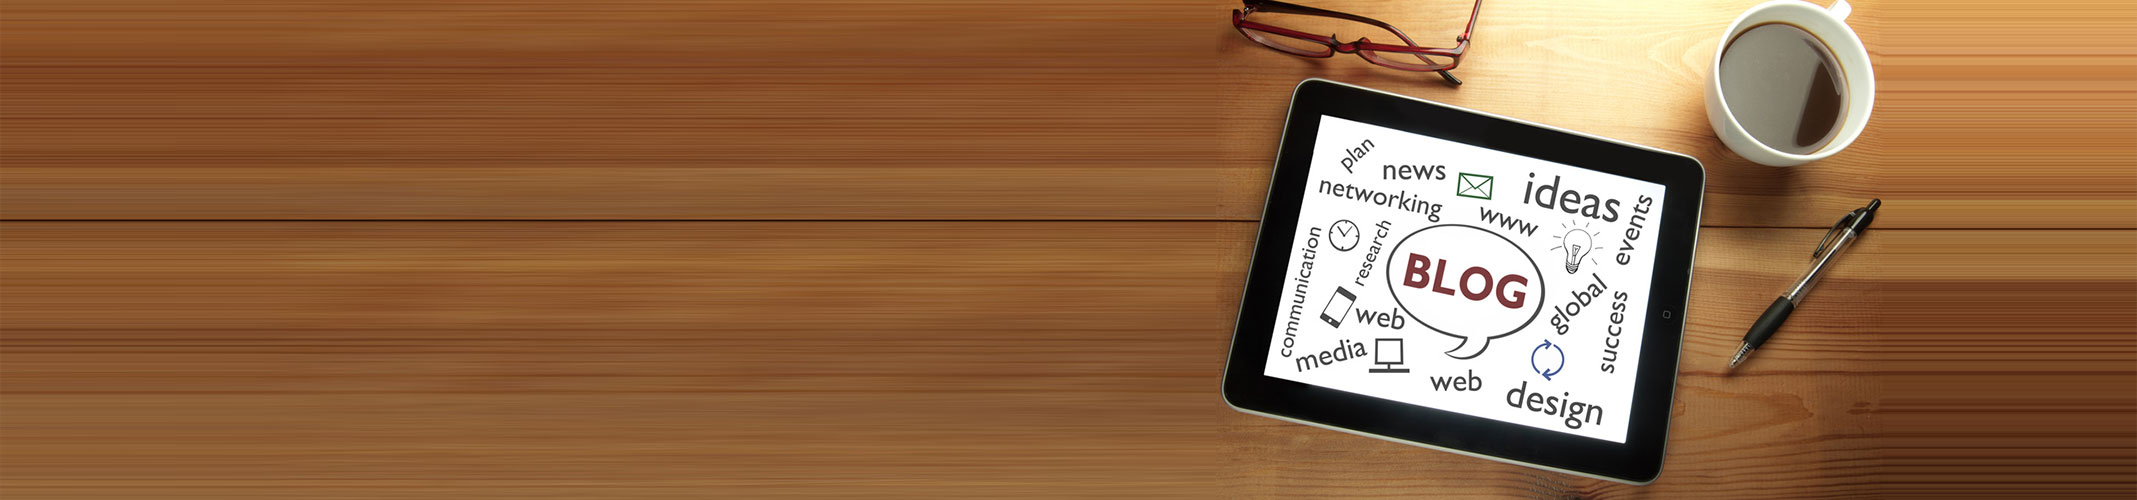 plan
news
ideas
networking
www
events
research
communication
BLOG
global
web
success
media
web
design